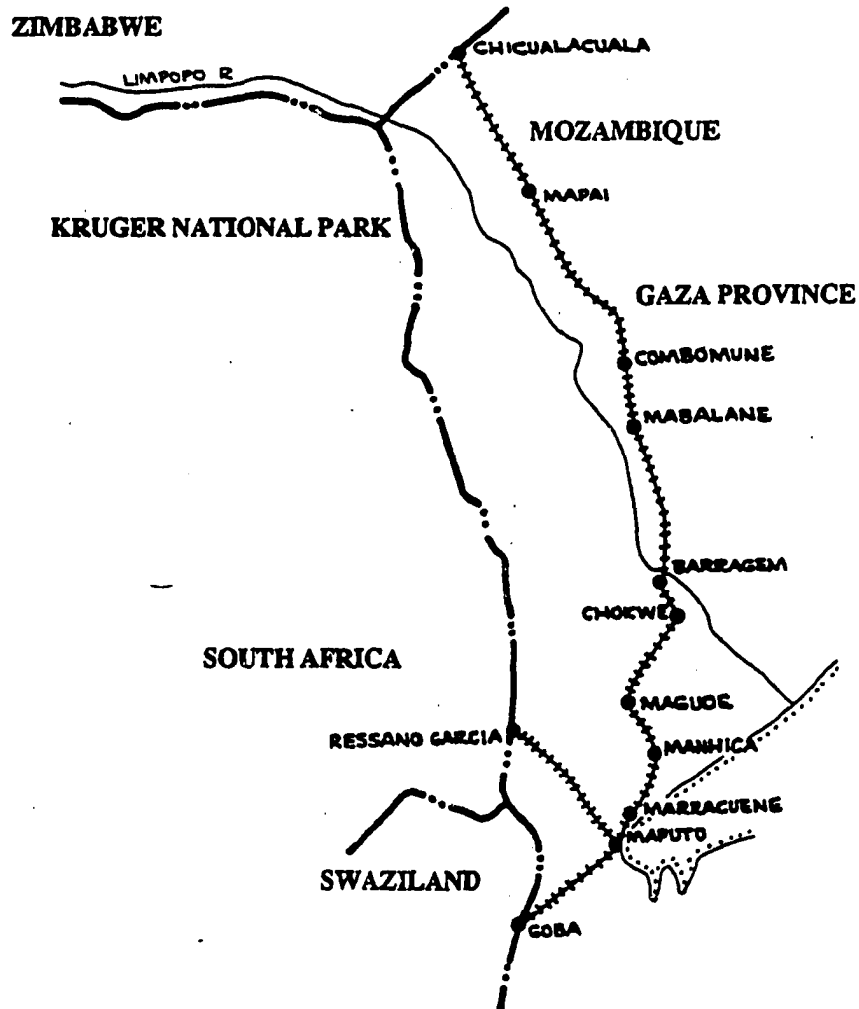 ZIMBABWE
CHICUALACUALA
LIMPOPO R
MOZAMBIQUE
MAPAI
KRUGER NATIONAL PARK
GAZA PROVINCE
COMBOMUNE
MABALANE
BARRAGEM
CHOKWE
SOUTH AFRICA
MAGUDE
RESSANO GARCIA
MANHICA
MARRACUENE
MAPUTO
SWAZILAND
GOBA